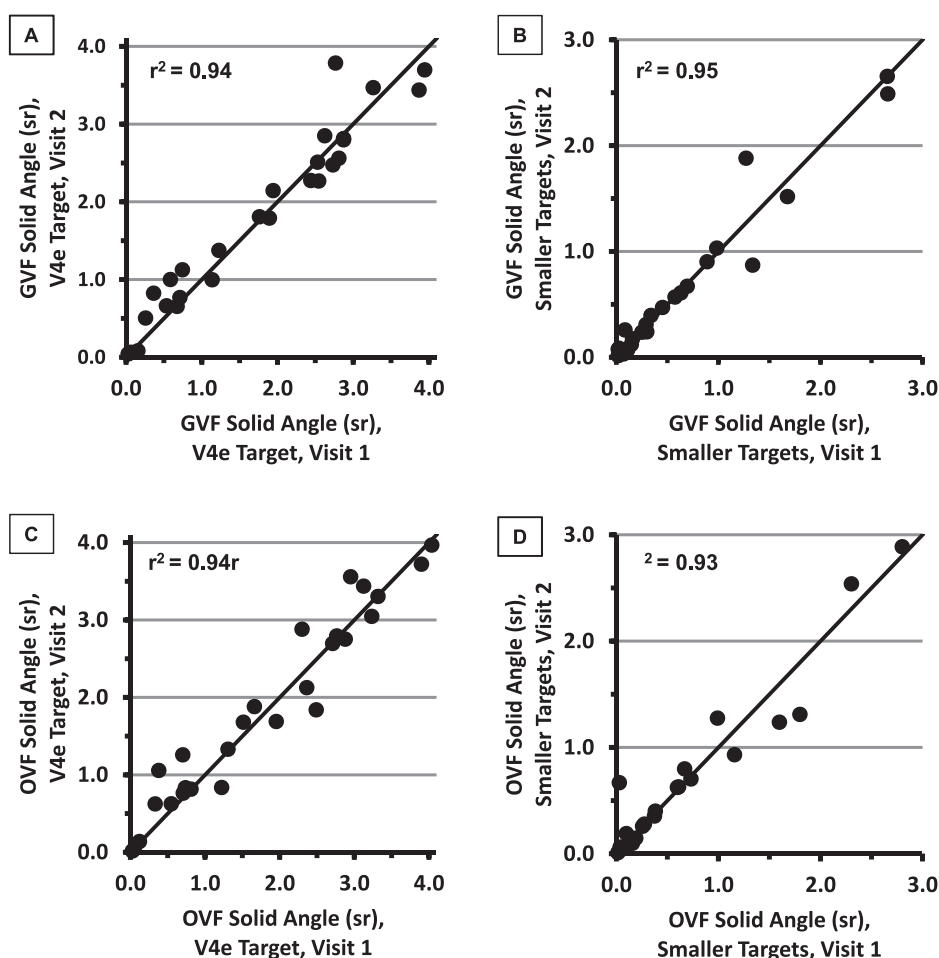 A
r² = 0.94
4.0
3.0
2.0
1.0
0.0
GVF Solid Angle (sr),
V4e Target, Visit 2
0.0 1.0 2.0 3.0 4.0
GVF Solid Angle (sr),
V4e Target, Visit 1
B
r² = 0.95
3.0
2.0
1.0
0.0
GVF Solid Angle (sr),
Smaller Targets, Visit 2
0.0 1.0 2.0 3.0
GVF Solid Angle (sr),
Smaller Targets, Visit 1
C
r² = 0.94r
4.0
3.0
2.0
1.0
0.0
OVF Solid Angle (sr),
V4e Target, Visit 2
0.0 1.0 2.0 3.0 4.0
OVF Solid Angle (sr),
V4e Target, Visit 1
D
² = 0.93
3.0
2.0
1.0
0.0
OVF Solid Angle (sr),
Smaller Targets, Visit 2
0.0 1.0 2.0 3.0
OVF Solid Angle (sr),
Smaller Targets, Visit 1